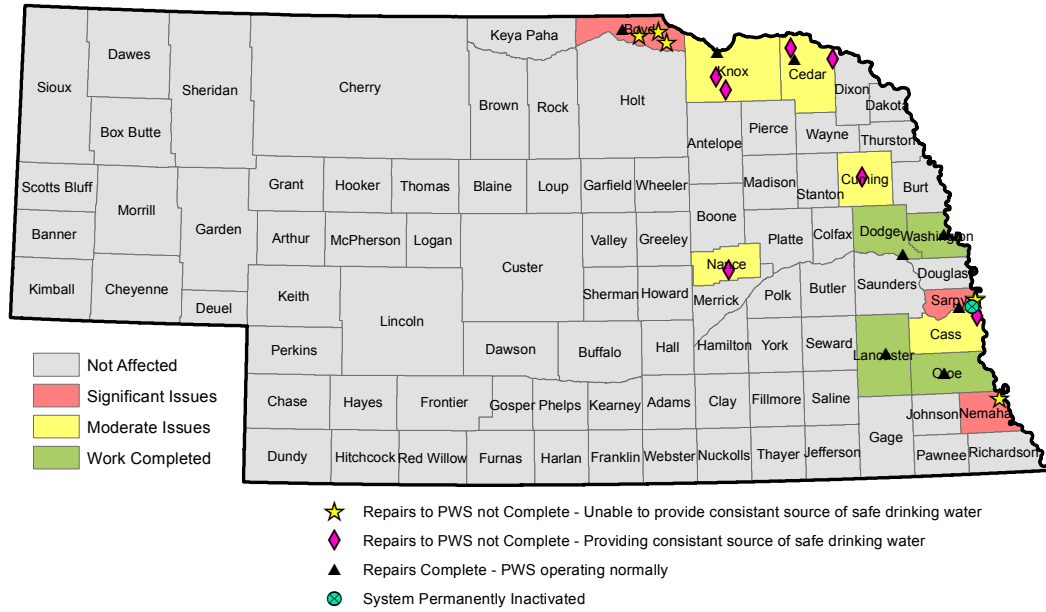 Sioux
Dawes
Box Butte
Sheridan
Scotts Bluff
Banner
Kimball
Morrill
Cheyenne
Garden
Deuel
Cherry
Keya Paha
Boyd
Brown
Rock
Holt
Knox
Cedar
Dixon
Dakota
Antelope
Pierce
Wayne
Thurston
Grant
Hooker
Thomas
Blaine
Loup
Garfield
Wheeler
Madison
Stanton
Cuming
Burt
Arthur
McPherson
Logan
Custer
Valley
Greeley
Boone
Platte
Colfax
Dodge
Washington
Nance
Keith
Lincoln
Sherman
Howard
Merrick
Polk
Butler
Saunders
Douglas
Sarpy
Perkins
Dawson
Buffalo
Hall
Hamilton
York
Seward
Lancaster
Cass
Otoe
Chase
Hayes
Frontier
Gosper
Phelps
Kearney
Adams
Clay
Fillmore
Saline
Gage
Johnson
Nemaha
Dundy
Hitchcock
Red Willow
Furnas
Harlan
Franklin
Webster
Nuckolls
Thayer
Jefferson
Pawnee
Richardson
Not Affected
Significant Issues
Moderate Issues
Work Completed
Repairs to PWS not Complete - Unable to provide consistant source of safe drinking water
Repairs to PWS not Complete - Providing consistant source of safe drinking water
Repairs Complete - PWS operating normally
System Permanently Inactivated